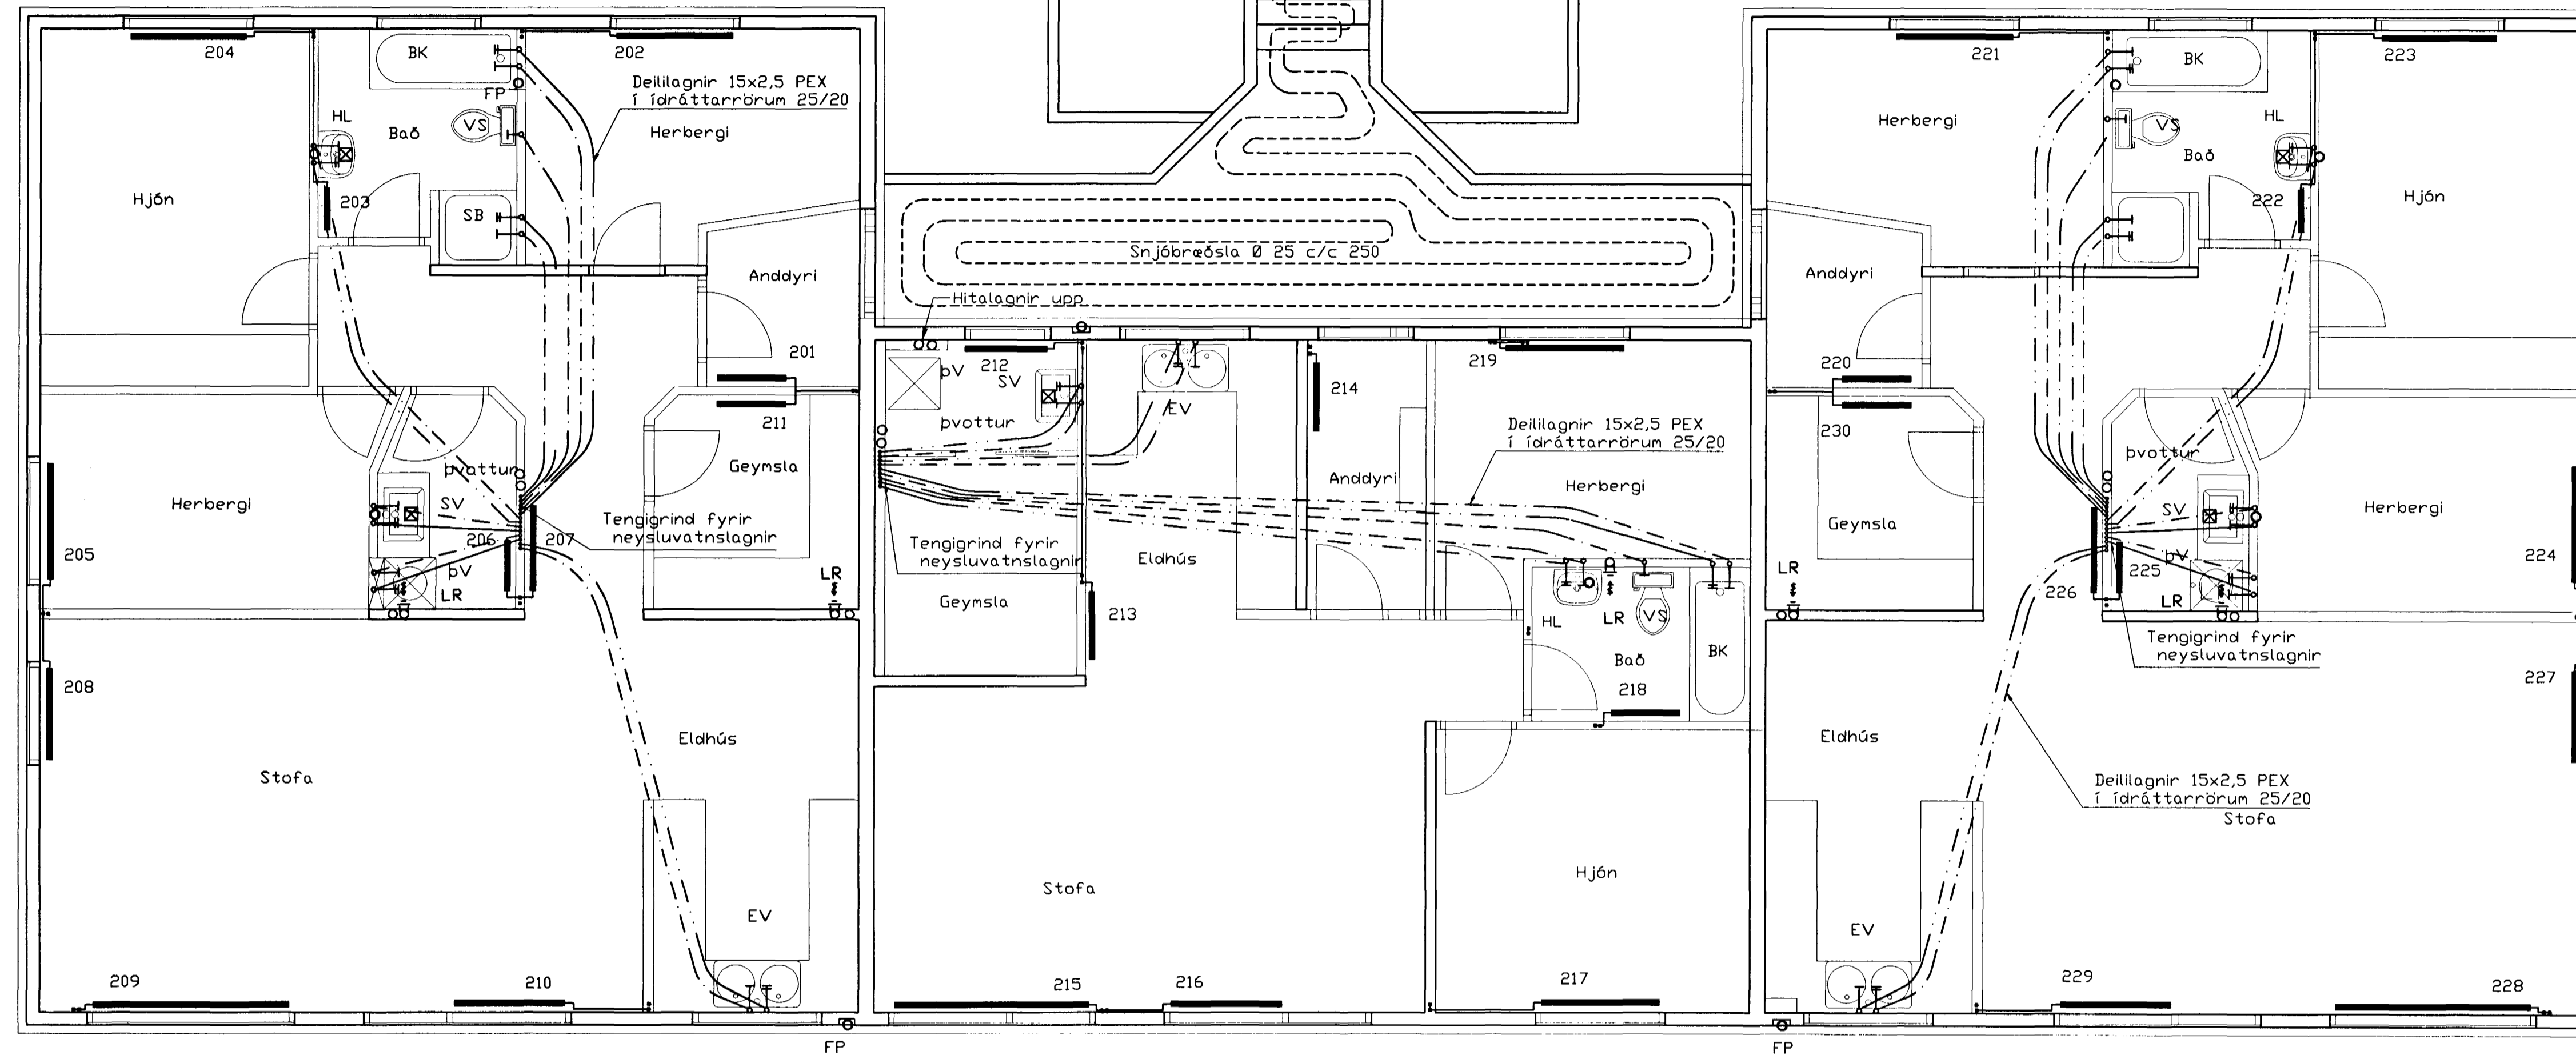 204
BK
202
Deililagnir 15x2,5 PEX
í ídráttarrörum 25/20
FP
HL
VS
Bað
Herbergi
Hjón
203
SB
Anddyri
201
211
Geymsla
Herbergi
205
þvottur
SV
206
207
þV
LR
Tengigrind fyrir
neysluvatnslagnir
LR
208
Stofa
Eldhús
EV
209
210
FP
Snjóbræðsla Ø 25 c/c 250
Hitalagnir upp
þV
212
SV
þvottur
EV
214
219
Deililagnir 15x2,5 PEX
í ídráttarrörum 25/20
Anddyri
Herbergi
Tengigrind fyrir
neysluvatnslagnir
Eldhús
Geymsla
213
HL
LR
VS
Bað
BK
218
Stofa
Hjón
215
216
217
221
BK
223
Herbergi
VS
HL
Bað
222
Hjón
Anddyri
220
230
Geymsla
þvottur
SV
Herbergi
LR
þV
225
226
LR
224
Tengigrind fyrir
neysluvatnslagnir
227
Eldhús
Deililagnir 15x2,5 PEX
í ídráttarrörum 25/20
Stofa
EV
229
228
FP